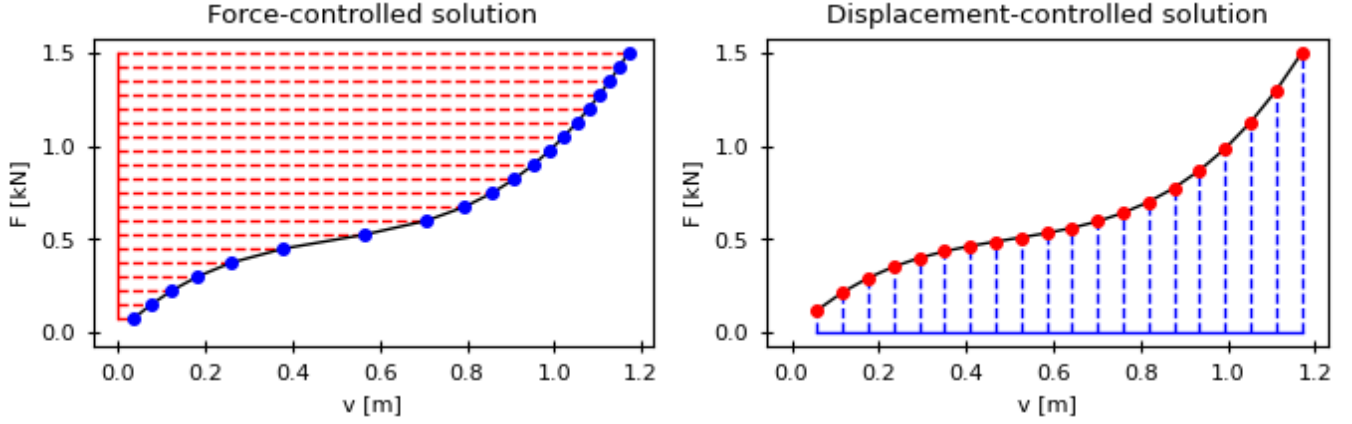 Force-controlled solution
1.5
1.0
0.5
0.0
F [kN]
0.0 0.2 0.4 0.6 0.8 1.0 1.2
v [m]
Displacement-controlled solution
1.5
1.0
0.5
0.0
F [kN]
0.0 0.2 0.4 0.6 0.8 1.0 1.2
v [m]